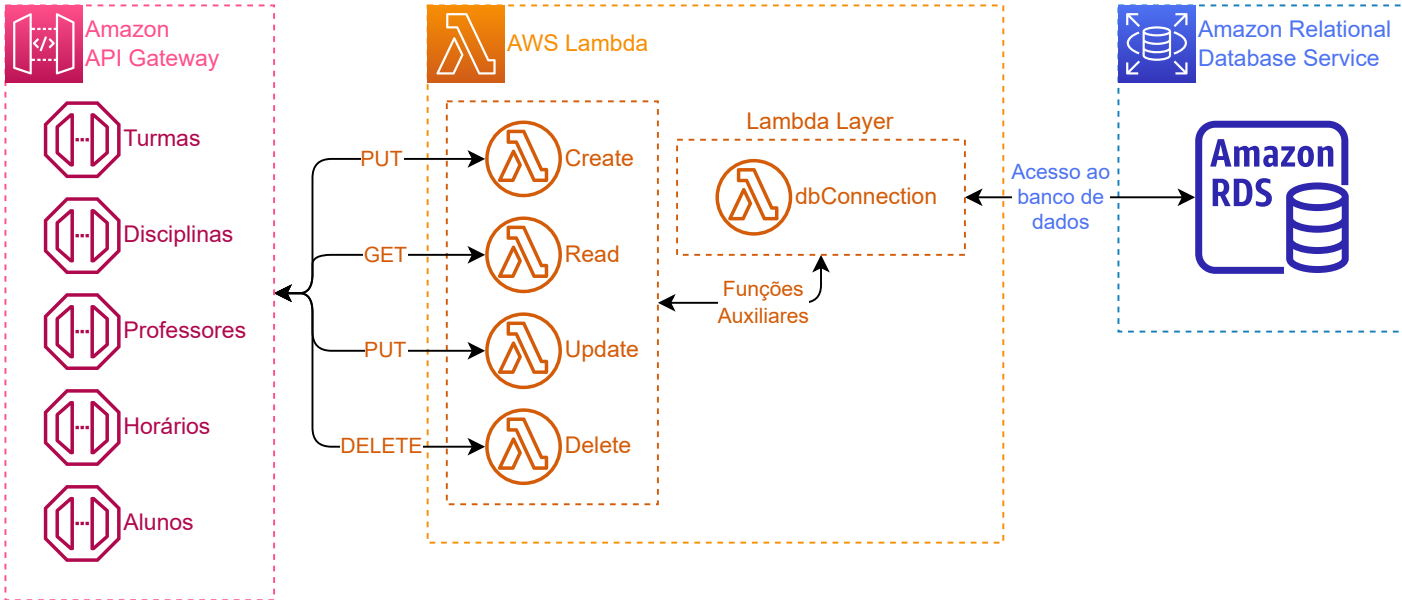 Amazon
API Gateway
Turmas
Disciplinas
Professores
Horários
Alunos
AWS Lambda
PUT
GET
PUT
DELETE
Create
Read
Update
Delete
Lambda Layer
dbConnection
Funções
Auxiliares
Acesso ao
banco de
dados
Amazon Relational
Database Service
Amazon
RDS